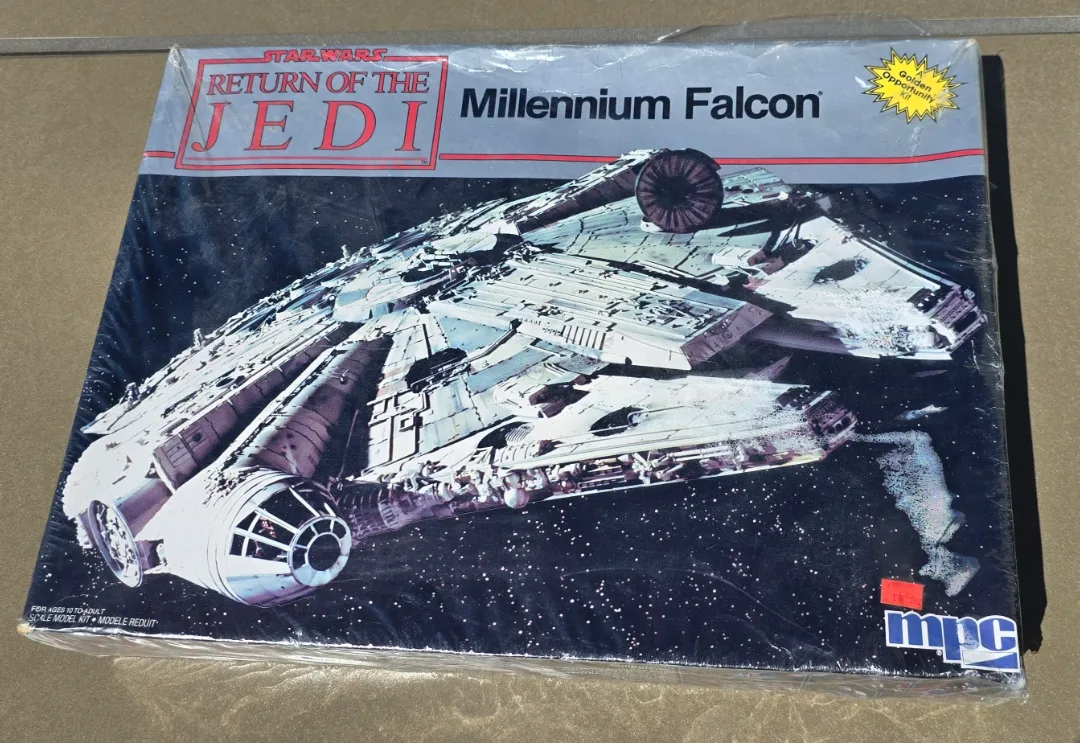 STAR WARS
RETURN OF THE
JEDI
TM
Millennium Falcon®
A
Golden
Opportunity
Kit
FOR AGES 10 TO ADULT
SCALE MODEL KIT • MODELE REDUIT
mpc